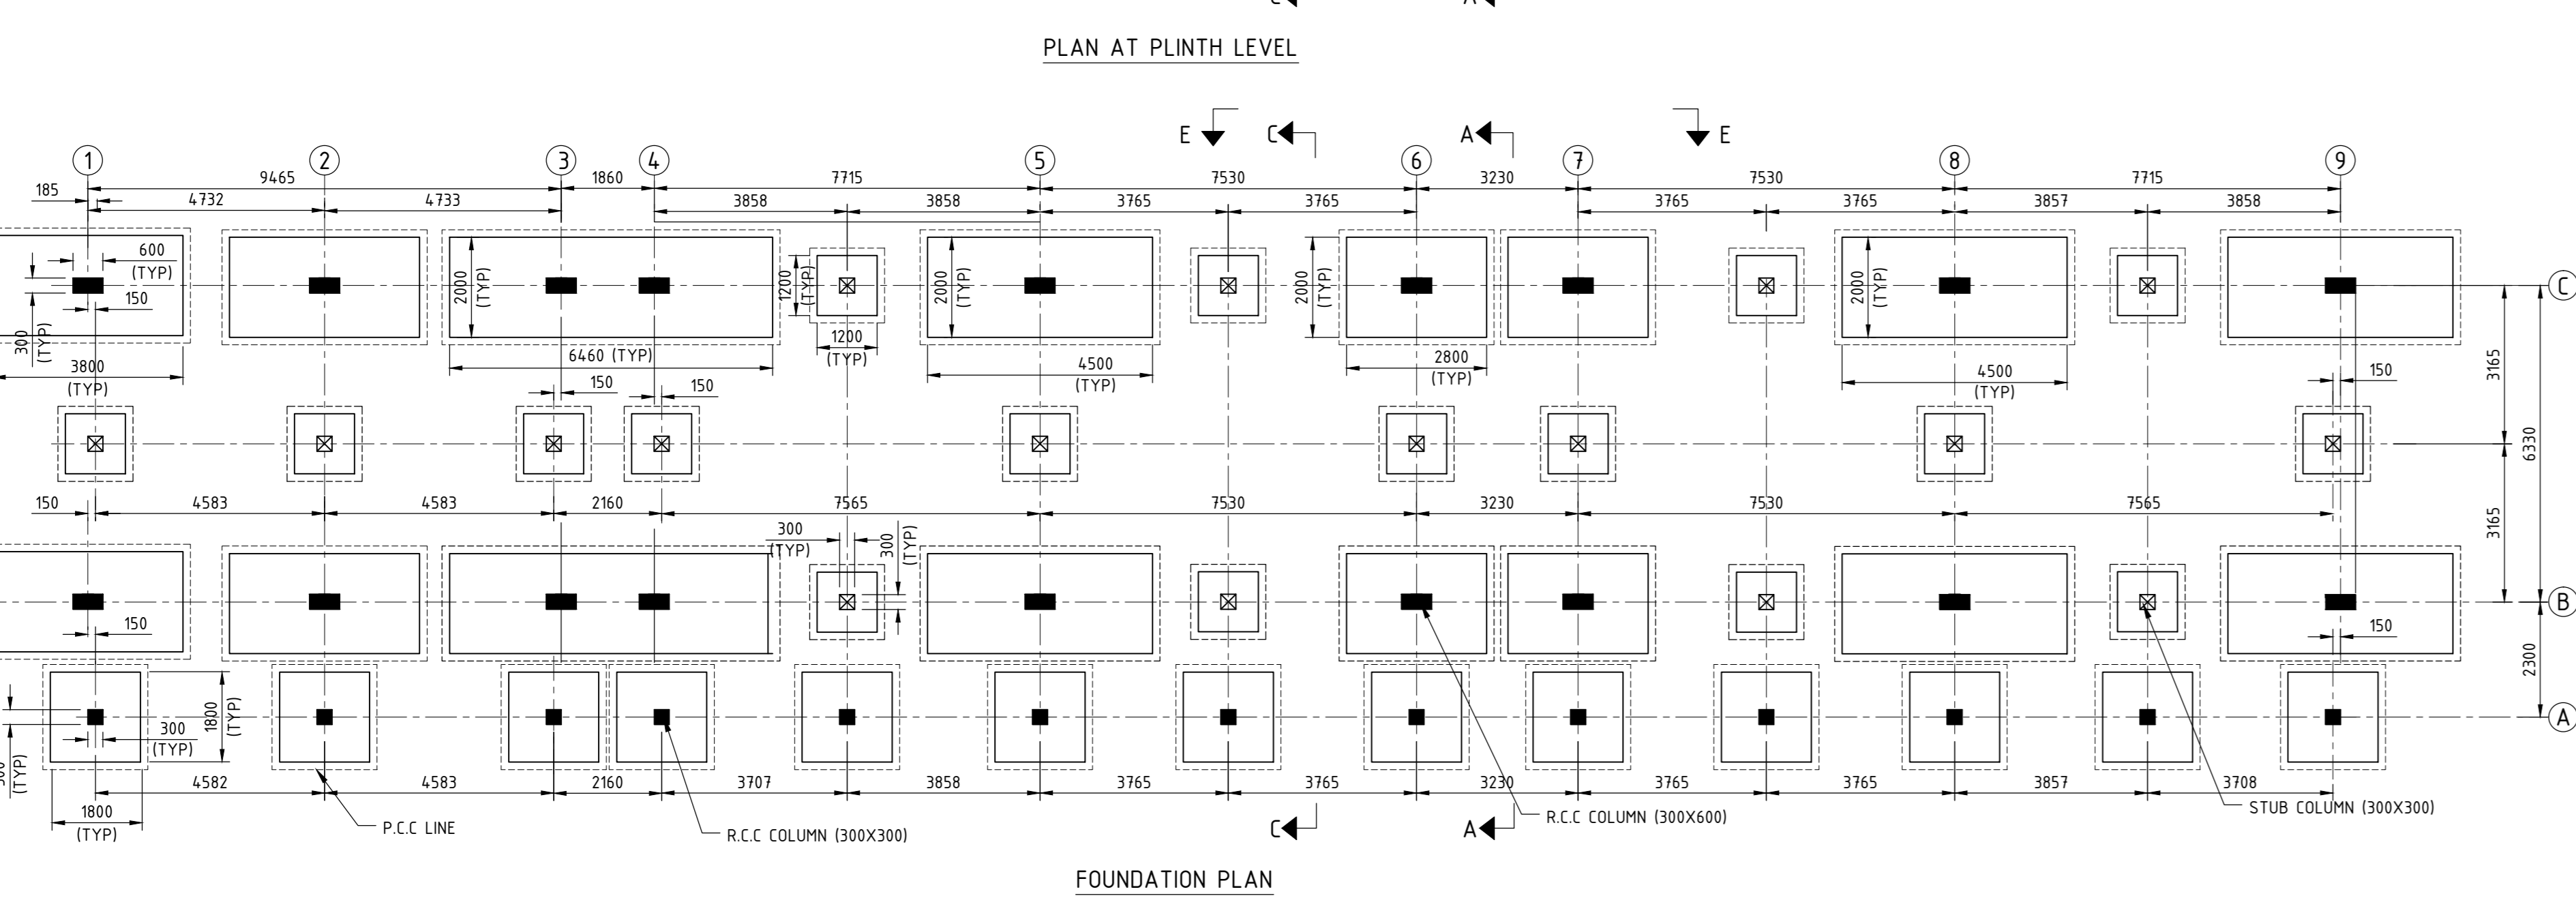 C A
PLAN AT PLINTH LEVEL
E C A E
1 2 3 4 5 6 7 8 9
9465 1860 7715 7530 3230 7530 7715
185 4732 4733 3858 3858 3765 3765 3765 3765 3857 3858
600
(TYP)
150
300
(TYP)
3800
(TYP)
2000
(TYP)
6460 (TYP)
1200
(TYP)
1200
(TYP)
2000
(TYP)
4500
(TYP)
2000
(TYP)
2800
(TYP)
2000
(TYP)
4500
(TYP)
C
150 150 150
3165
6330
3165
150 4583 4583 2160 7565 7530 3230 7530 7565
300
(TYP)
300
(TYP)
B
150 150
2300
1800
(TYP)
300
(TYP)
(TYP)
A
4582 4583 2160 3707 3858 3765 3765 3230 3765 3765 3857 3708
1800
(TYP)
P.C.C LINE
R.C.C COLUMN (300X300)
C A
R.C.C COLUMN (300X600)
STUB COLUMN (300X300)
FOUNDATION PLAN